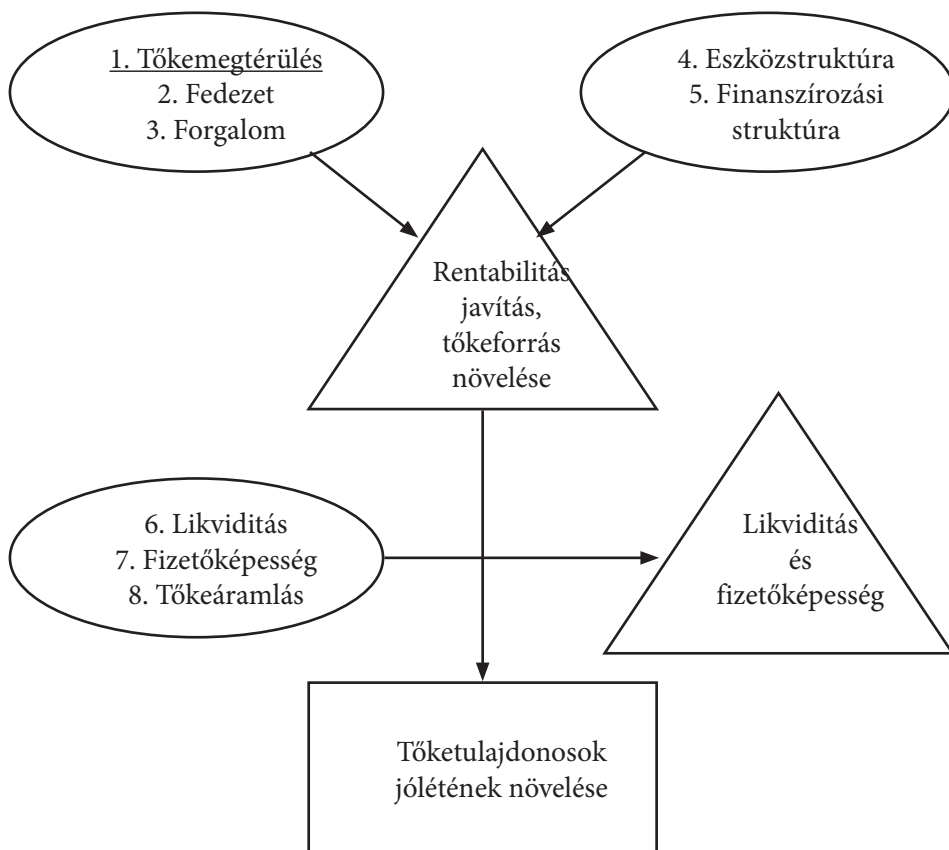 1. Tőkemegtérülés
2. Fedezet
3. Forgalom
4. Eszközstruktúra
5. Finanszírozási
struktúra
Rentabilitás
javítás,
tőkeforrás
növelése
6. Likviditás
7. Fizetőképesség
8. Tőkeáramlás
Likviditás
és
fizetőképesség
Tőketulajdonosok
jólétének növelése